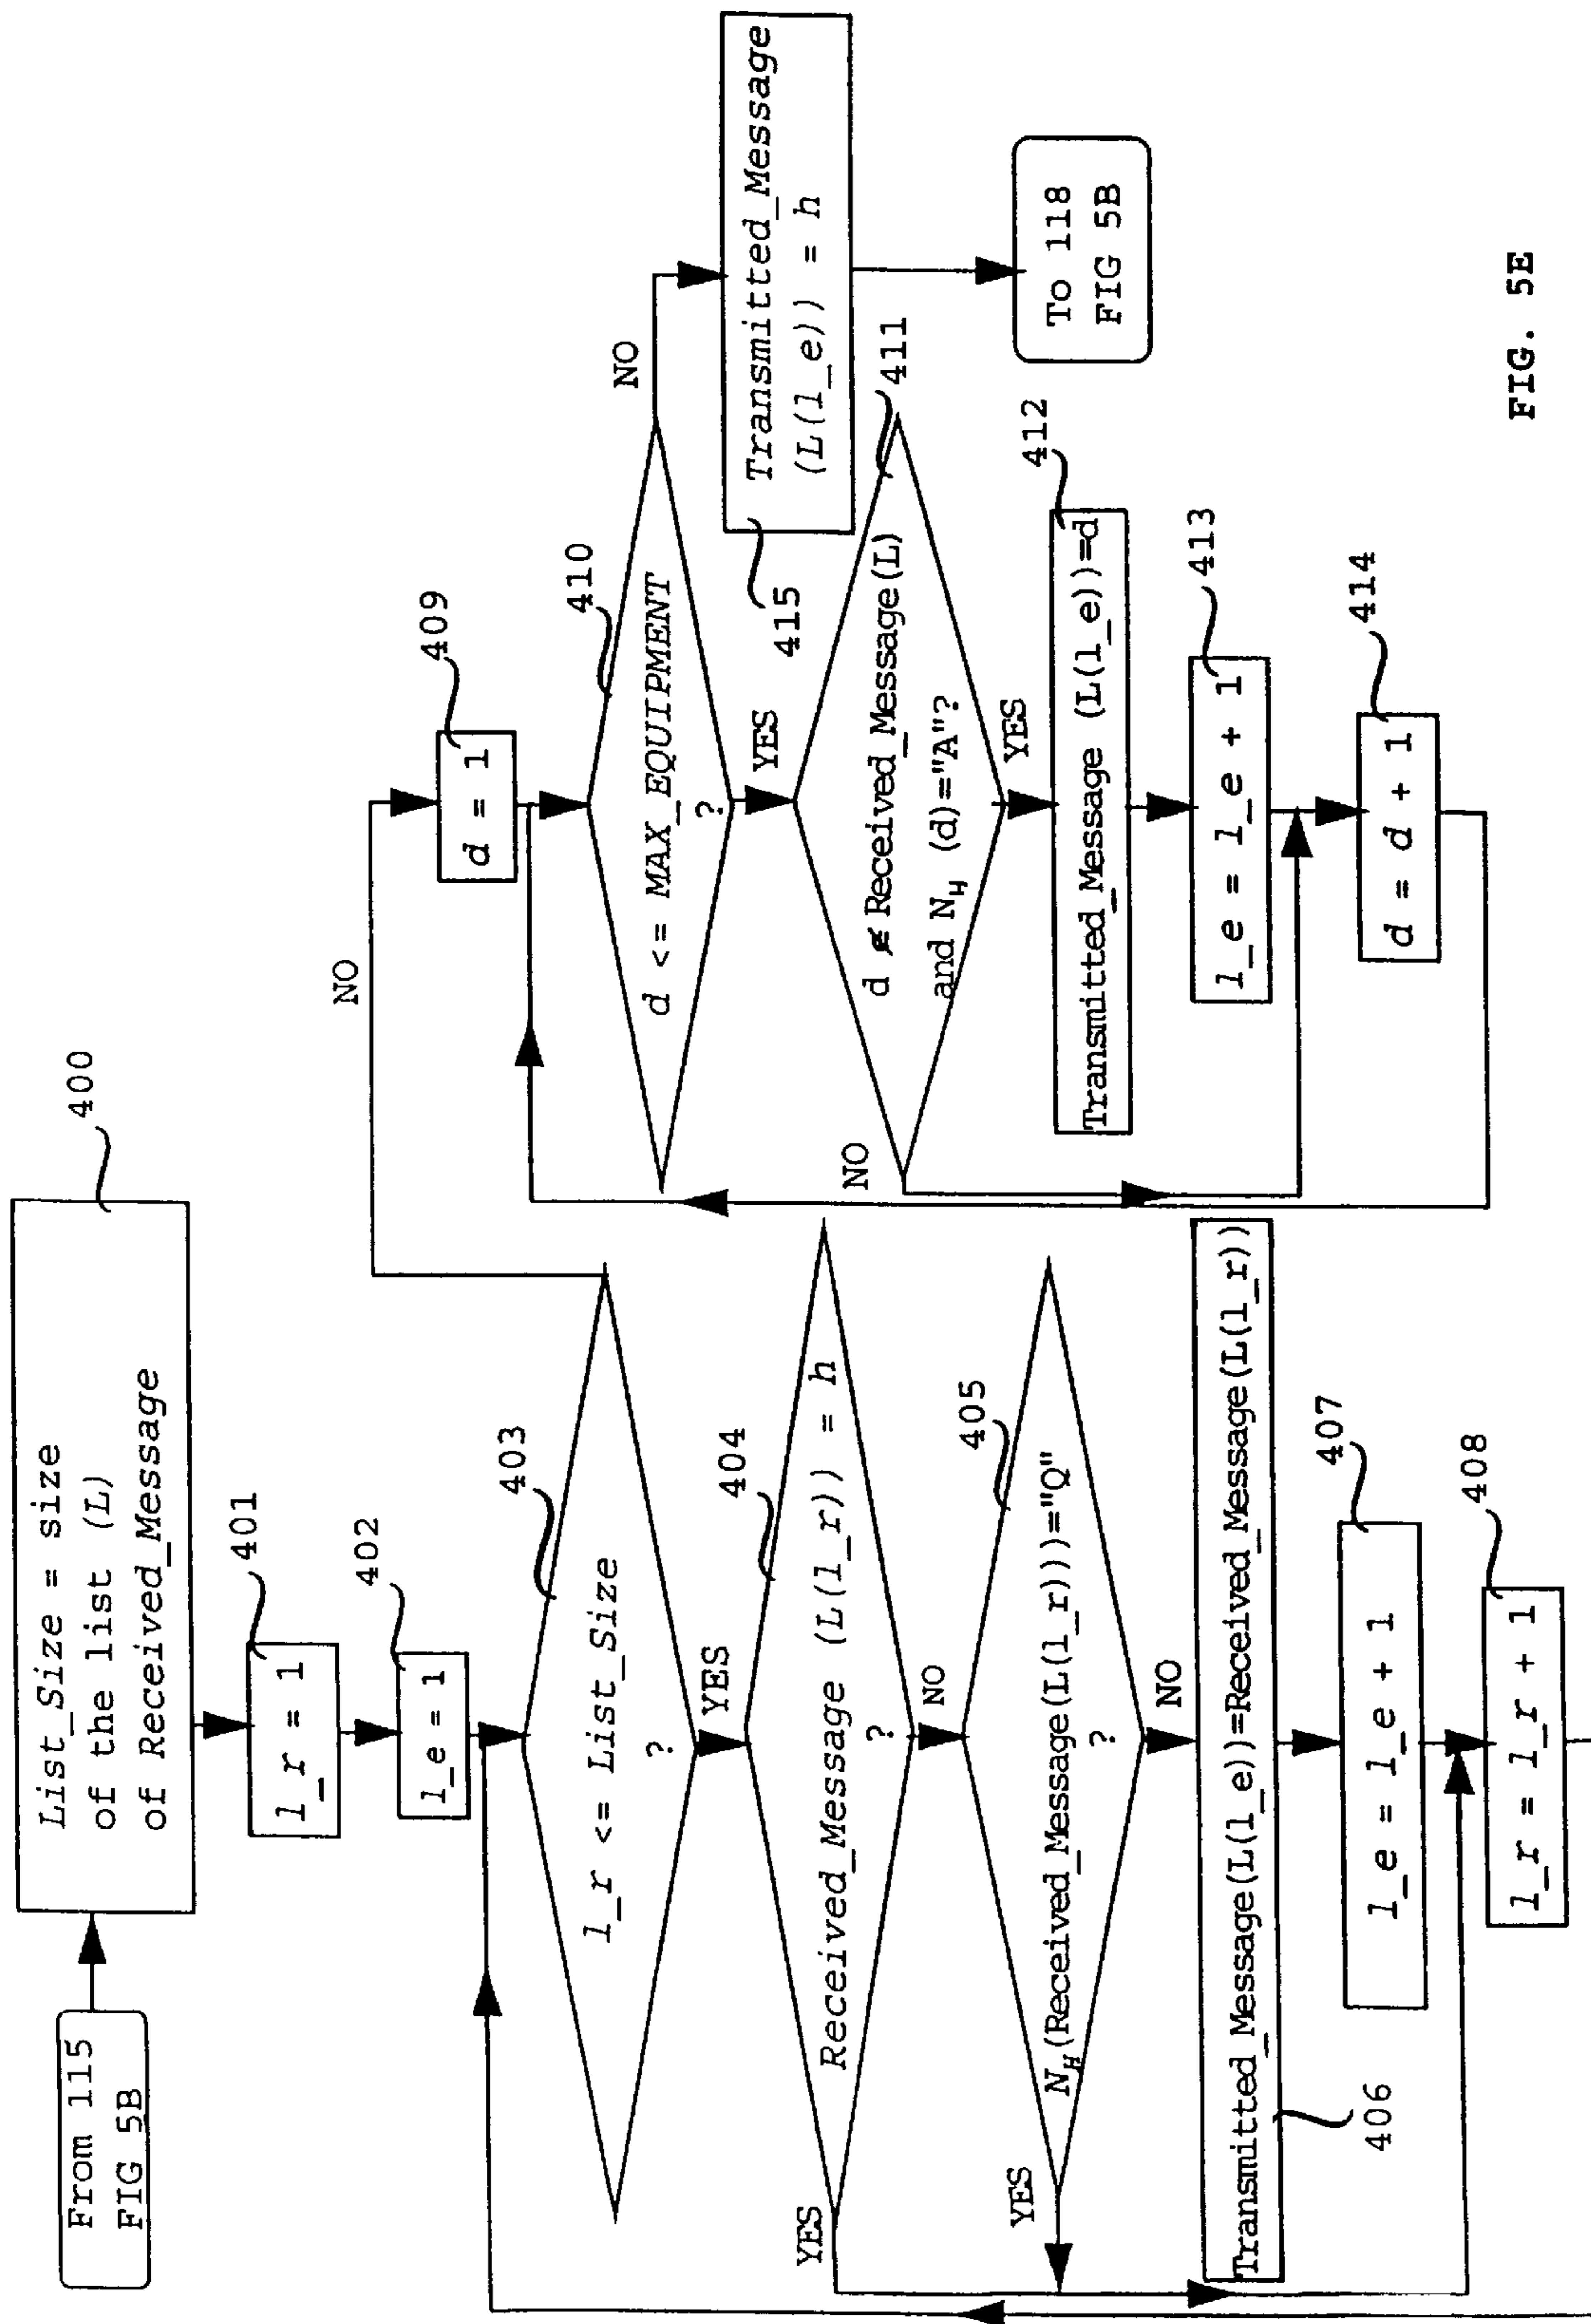 From 115
FIG 5B
List_Size = size
of the list (L)
of Received_Message
400
l_r = 1
401
l_e = 1
402
l_r <= List_Size
?
403
YES
NO
Received_Message (L(l_r)) = h
?
404
YES
NO
N_H(Received_Message(L(l_r)))="Q"
?
405
YES
NO
Transmitted_Message(L(l_e))=Received_Message(L(l_r))
406
l_e = l_e + 1
407
l_r = l_r + 1
408
d = 1
409
d <= MAX_EQUIPMENT
?
410
NO
YES
Transmitted_Message
(L(l_e)) = h
415
To 118
FIG 5B
d ∉ Received_Message(L)
and N_H (d)="A"?
411
NO
YES
Transmitted_Message (L(l_e))=d
412
l_e = l_e + 1
413
d = d + 1
414
FIG. 5E